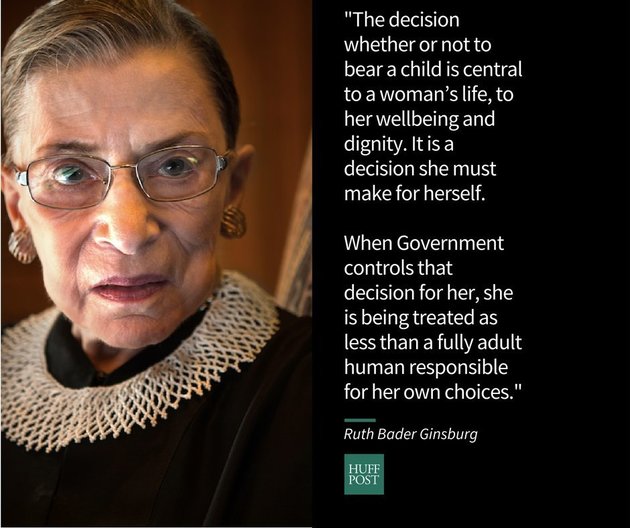 "The decision
whether or not to
bear a child is central
to a woman’s life, to
her wellbeing and
dignity. It is a
decision she must
make for herself.
When Government
controls that
decision for her, she
is being treated as
less than a fully adult
human responsible
for her own choices."
Ruth Bader Ginsburg
HUFF
POST